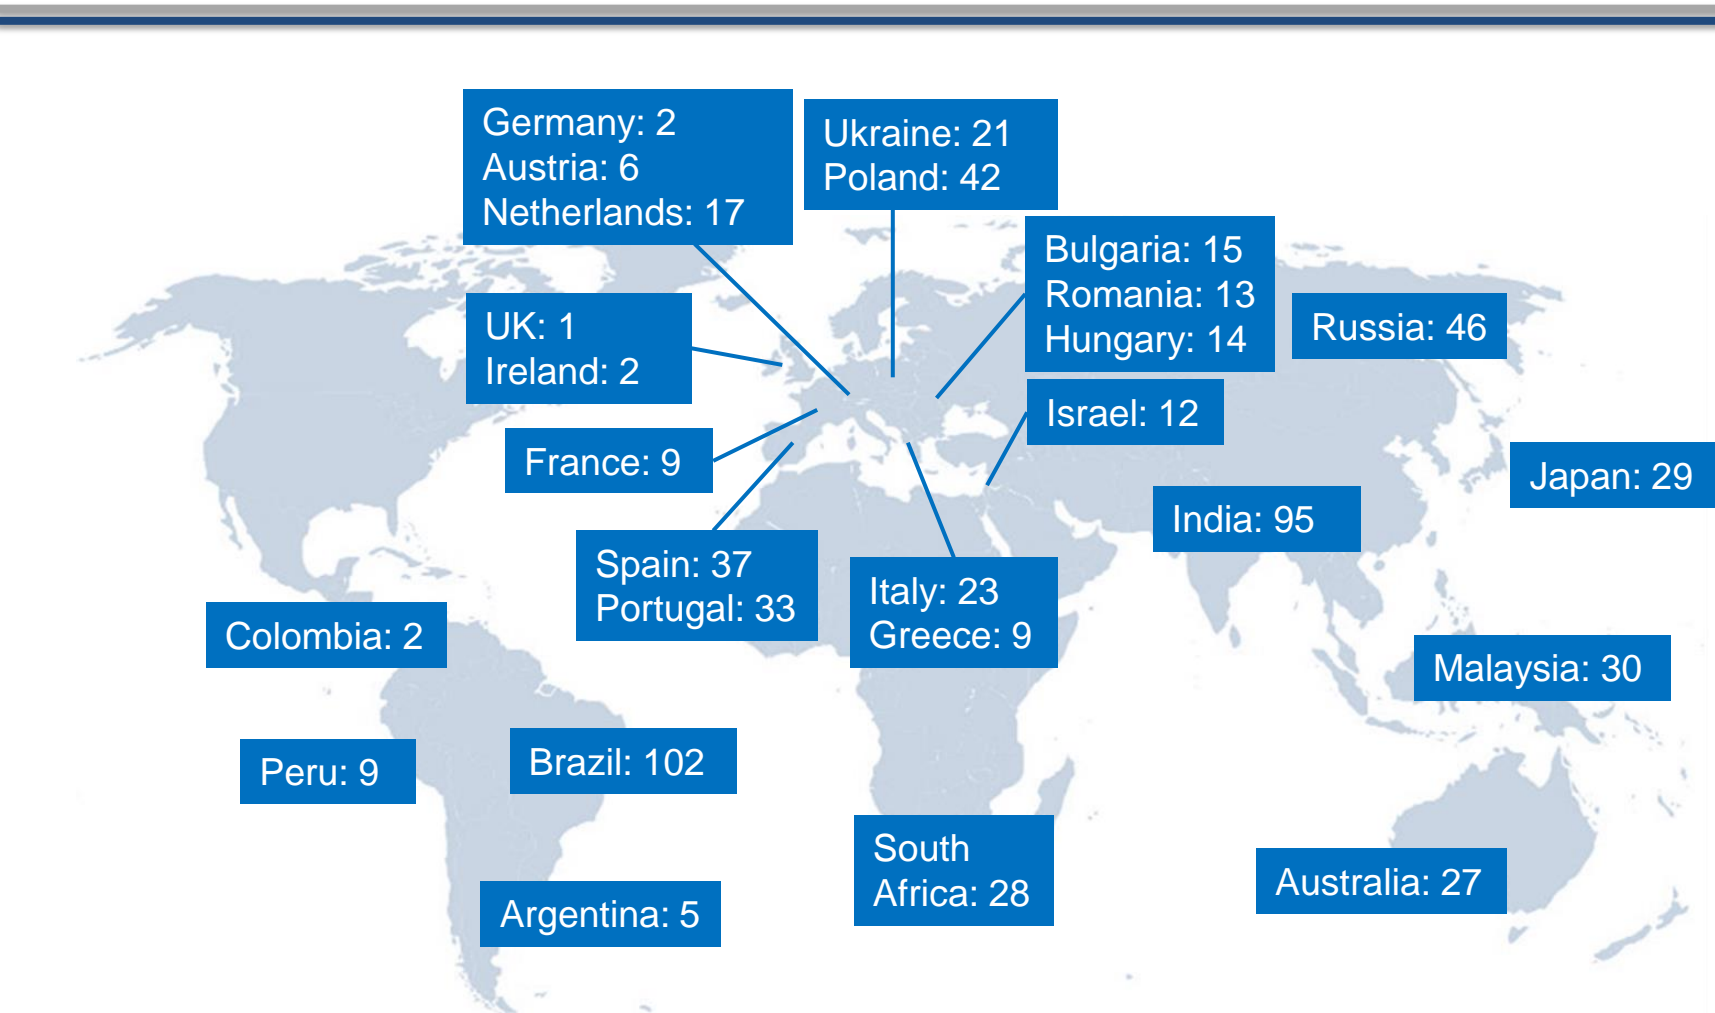 Germany: 2
Austria: 6
Netherlands: 17
Ukraine: 21
Poland: 42
Bulgaria: 15
Romania: 13
Hungary: 14
UK: 1
Ireland: 2
Russia: 46
Israel: 12
France: 9
Japan: 29
India: 95
Spain: 37
Portugal: 33
Italy: 23
Greece: 9
Colombia: 2
Malaysia: 30
Peru: 9
Brazil: 102
South
Africa: 28
Australia: 27
Argentina: 5